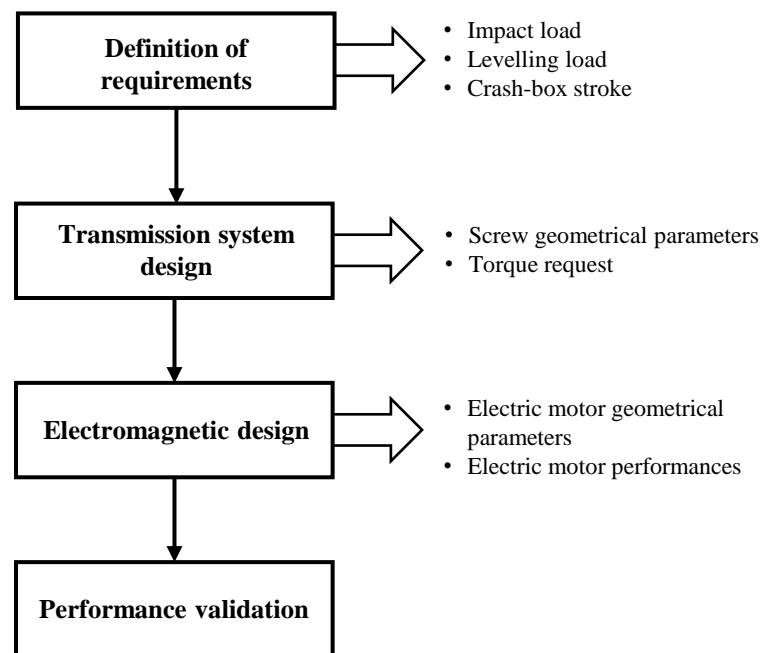 Definition of
requirements
• Impact load
• Levelling load
• Crash-box stroke
Transmission system
design
• Screw geometrical parameters
• Torque request
Electromagnetic design
• Electric motor geometrical
parameters
• Electric motor performances
Performance validation